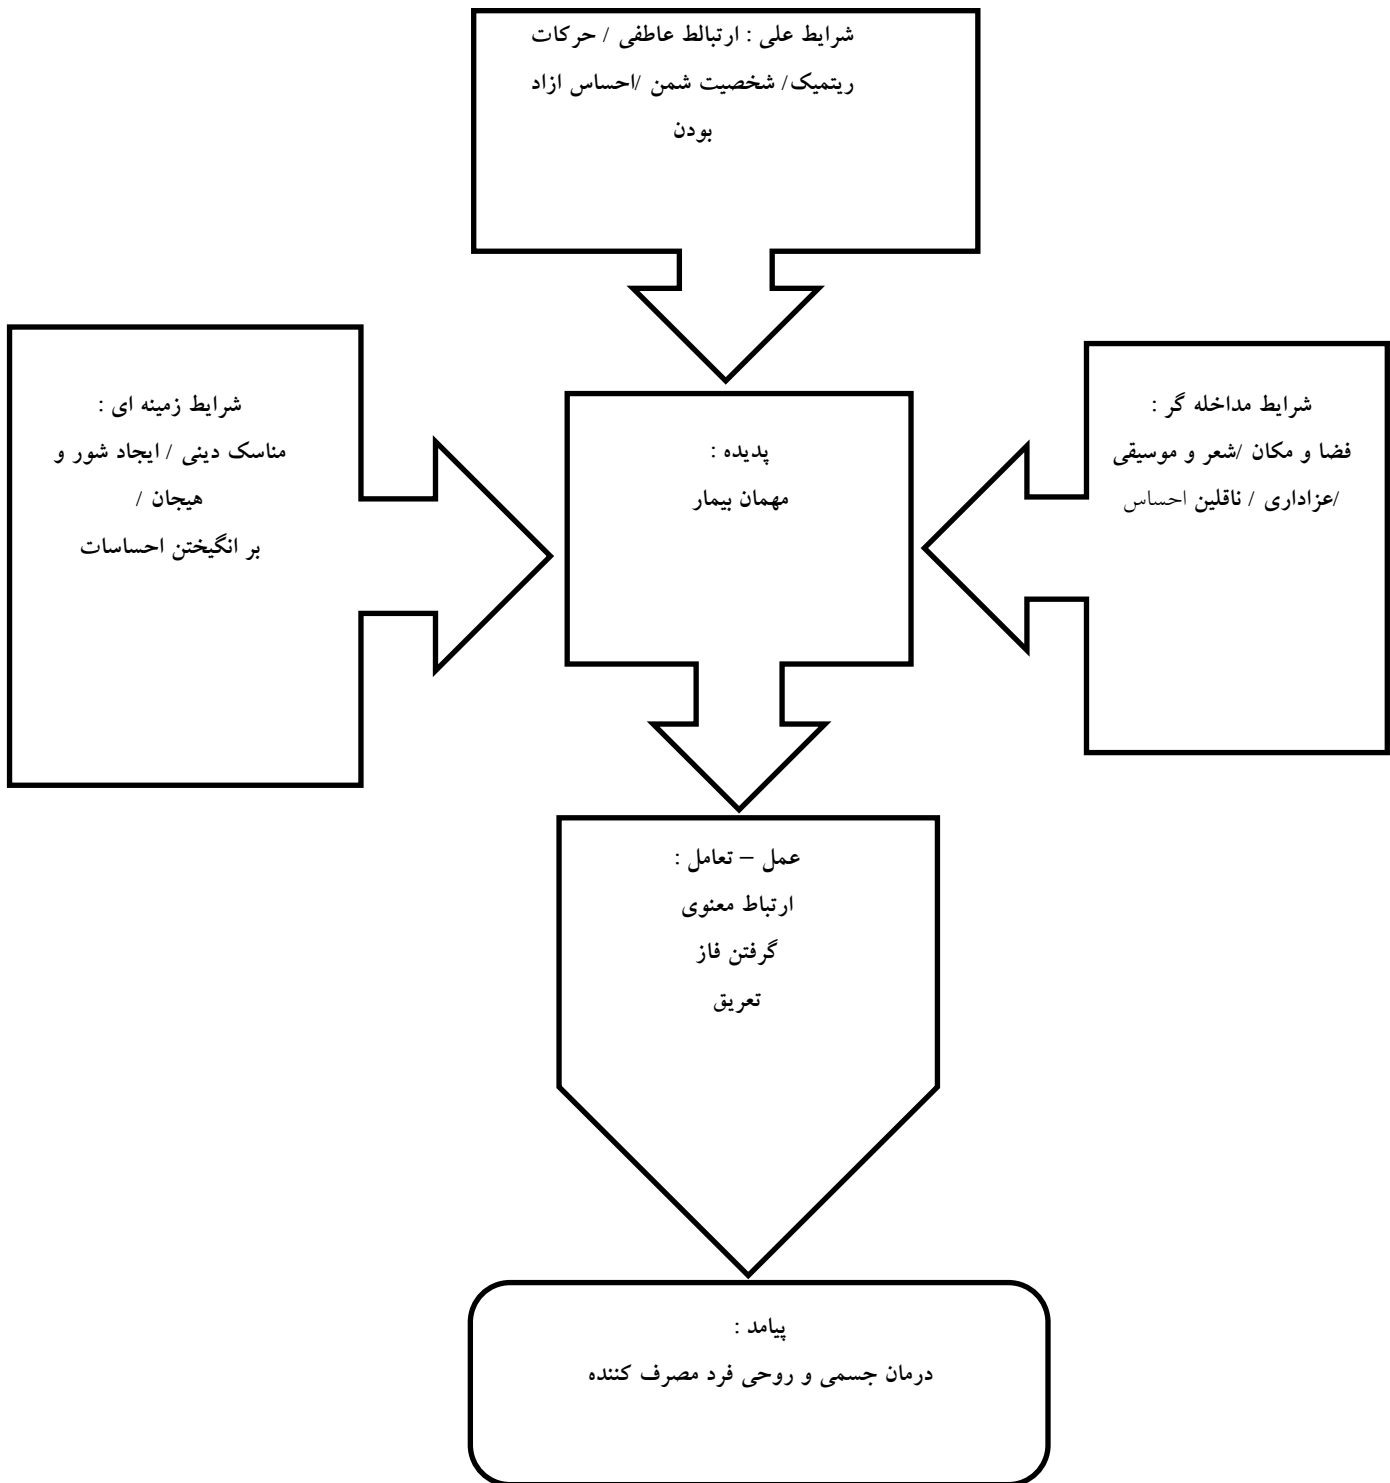 شرایط علی : ارتبالط عاطفی / حرکات
ریتمیک/ شخصیت شمن /احساس ازاد
بودن
شرایط مداخله گر :
فضا و مکان /شعر و موسیقی
/عزاداری / ناقلین احساس
پدیده :
مهمان بیمار
شرایط زمینه ای :
مناسک دینی / ایجاد شور و
هیجان /
بر انگیختن احساسات
عمل – تعامل :
ارتباط معنوی
گرفتن فاز
تعریق
پیامد :
درمان جسمی و روحی فرد مصرف کننده